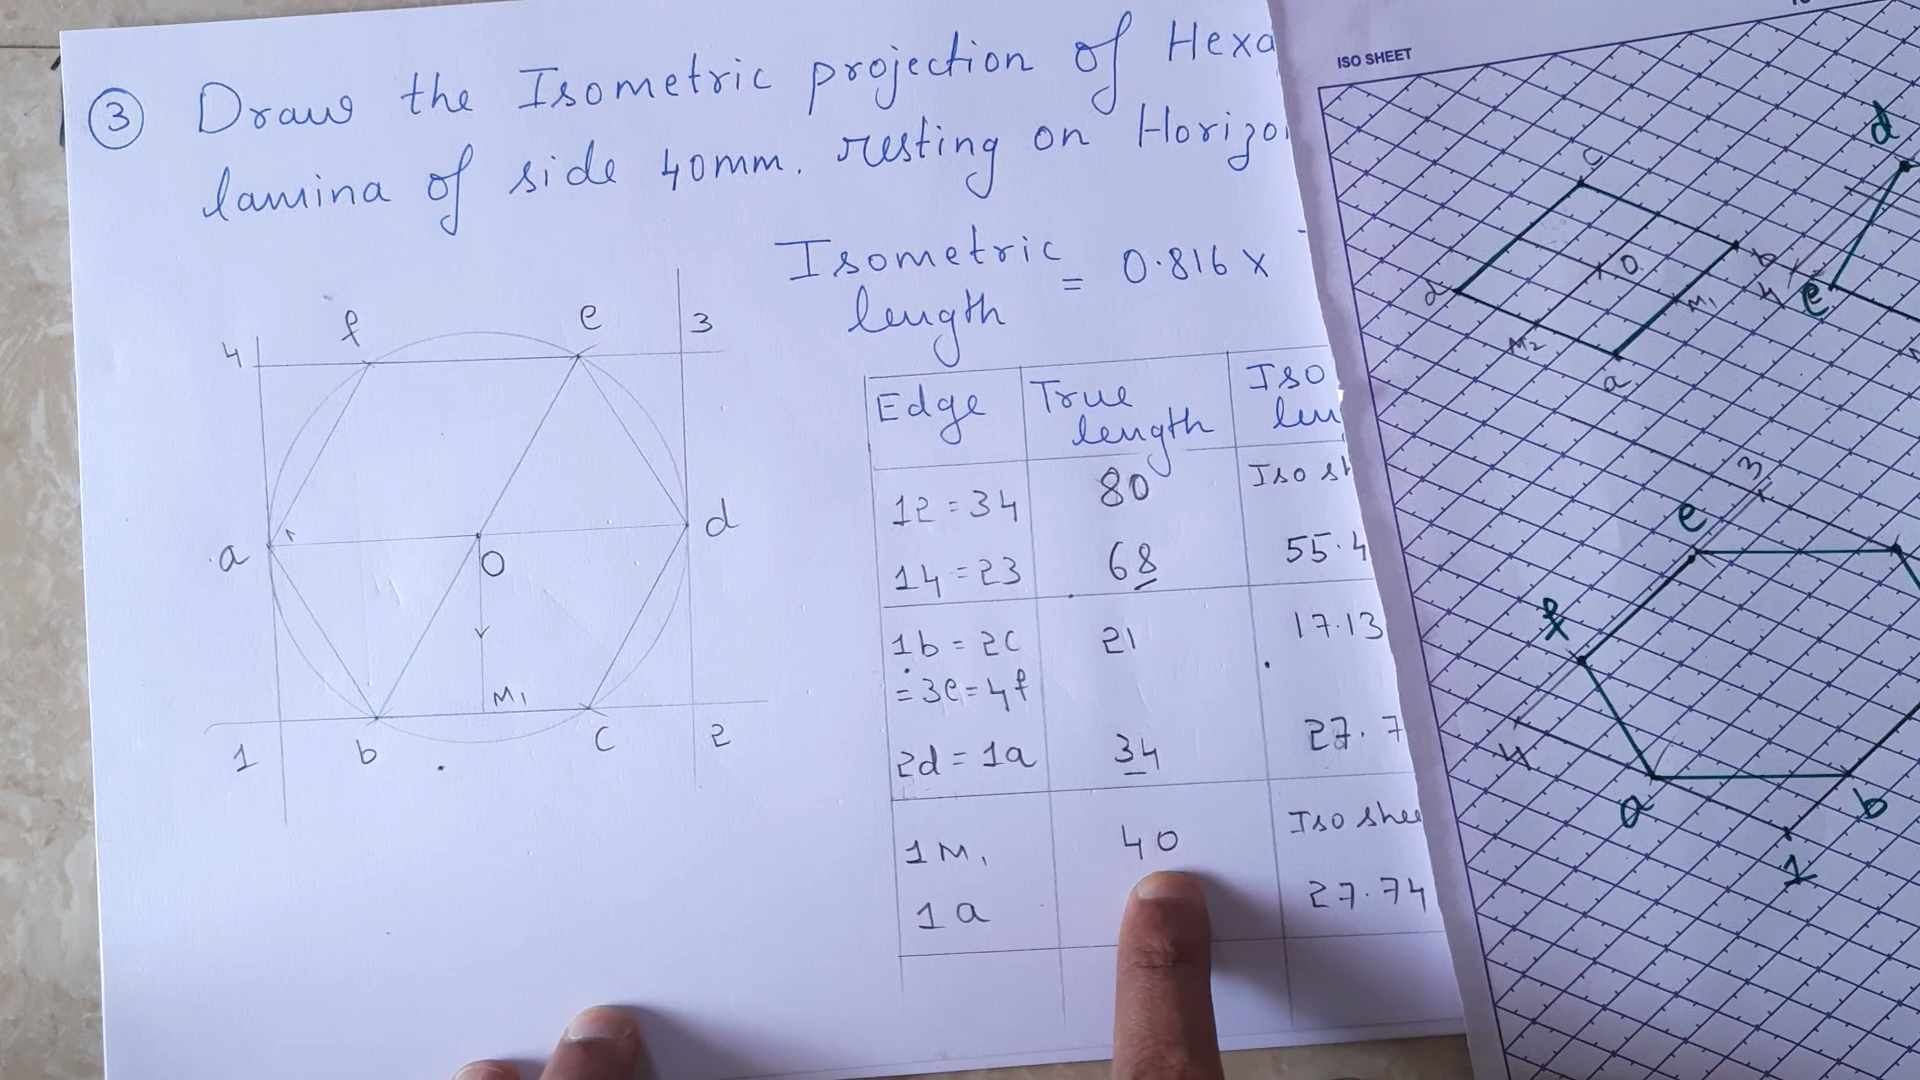 ③ Draw the Isometric projection of Hexa
lamina of side 40mm. resting on Horizo
Isometric length = 0.816 x
4 f e 3
a O d
M1
1 b c 2
Edge True length Iso len
12 = 34 80 Iso sh
14 = 23 68 55.4
1b = 2c 21 17.13
= 3e = 4f
2d = 1a 34 27.7
1M1 40 Iso shee
1a 27.74
ISO SHEET
c d
O b
d M1 4 e
M2
a
3
e
f
4
a b
1